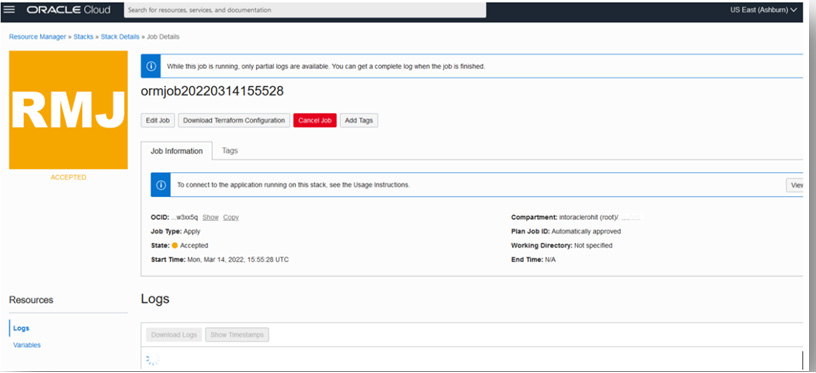 ORACLE Cloud
Search for resources, services, and documentation
US East (Ashburn)
Resource Manager » Stacks » Stack Details » Job Details
RMJ
ACCEPTED
While this job is running, only partial logs are available. You can get a complete log when the job is finished.
ormjob20220314155528
Edit Job
Download Terraform Configuration
Cancel Job
Add Tags
Job Information
Tags
To connect to the application running on this stack, see the Usage Instructions.
View
OCID: ...w3xx5q Show Copy
Job Type: Apply
State: Accepted
Start Time: Mon, Mar 14, 2022, 15:55:28 UTC
Compartment: inforaclerohit (root)/
Plan Job ID: Automatically approved
Working Directory: Not specified
End Time: N/A
Resources
Logs
Variables
Logs
Download Logs
Show Timestamps